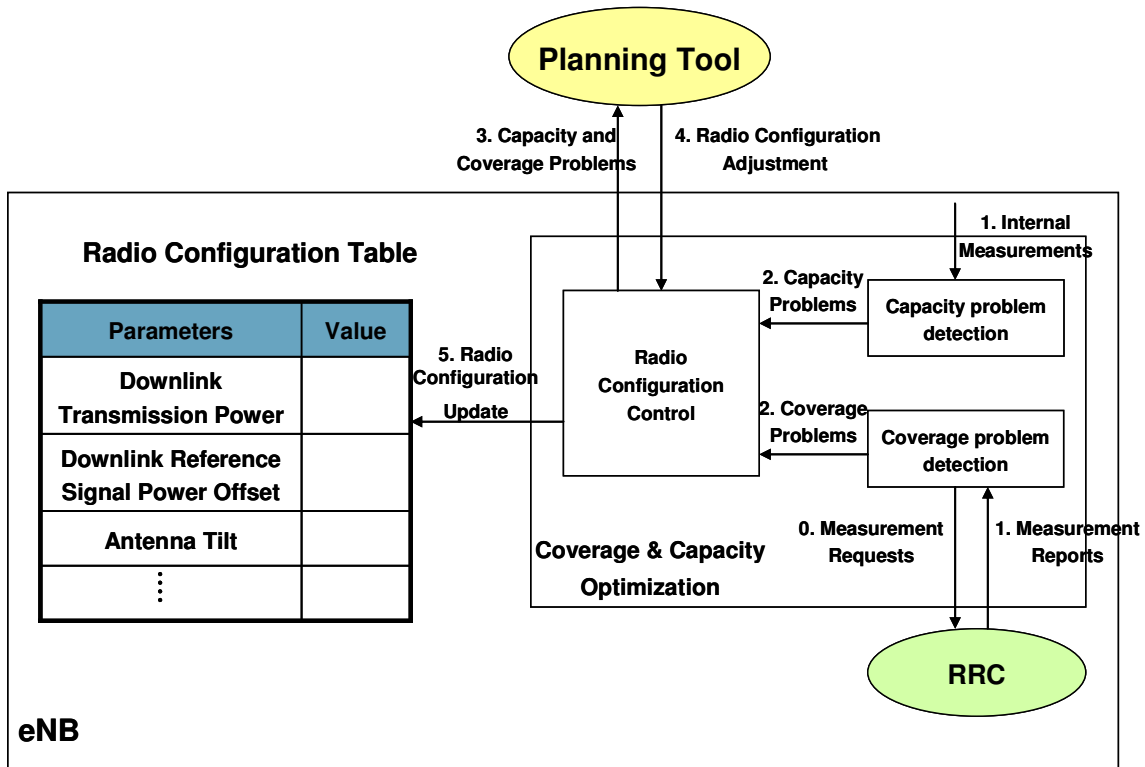 Planning Tool
3. Capacity and
Coverage Problems
4. Radio Configuration
Adjustment
1. Internal
Measurements
Radio Configuration Table
Parameters
Value
Downlink
Transmission Power
Downlink Reference
Signal Power Offset
Antenna Tilt
5. Radio
Configuration
Update
Radio
Configuration
Control
2. Capacity
Problems
Capacity problem
detection
2. Coverage
Problems
Coverage problem
detection
0. Measurement
Requests
1. Measurement
Reports
Coverage & Capacity
Optimization
RRC
eNB